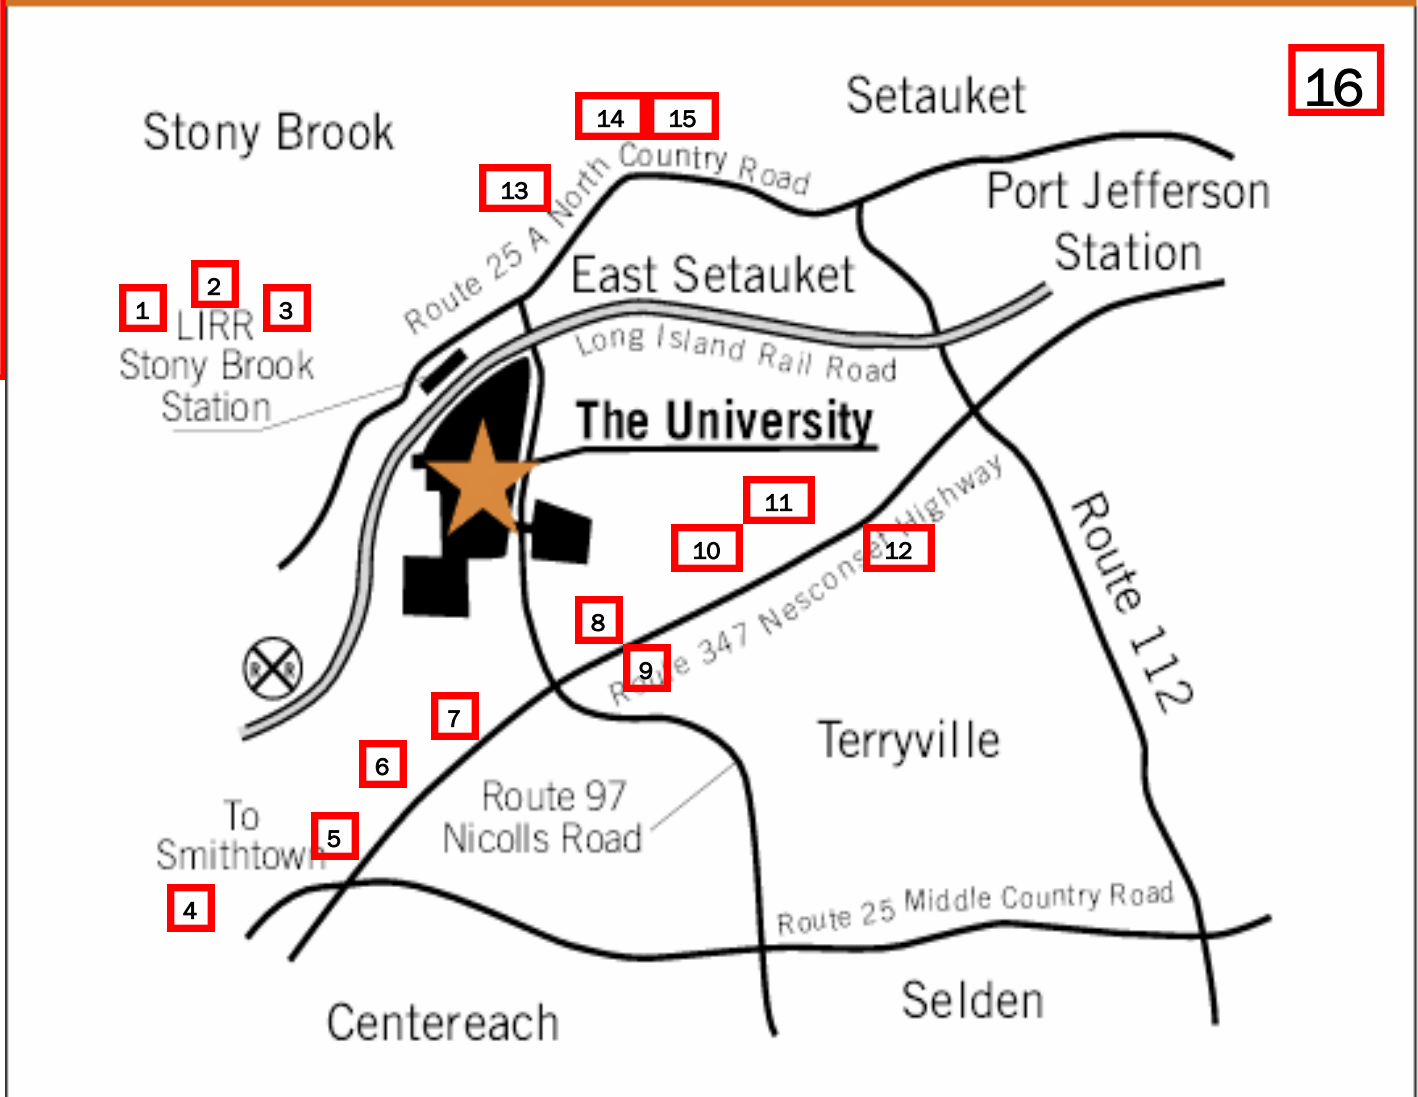 16
Setauket
Stony Brook
14
15
Country Road
13
Route 25 A North
Port Jefferson
Station
East Setauket
1
2
3
LIRR
Stony Brook
Station
Long Island Rail Road
The University
11
10
12
Route 347 Nesconset Highway
Route 112
8
9
R R
7
6
Terryville
Route 97
Nicolls Road
To
Smithtown
5
4
Route 25 Middle Country Road
Selden
Centereach